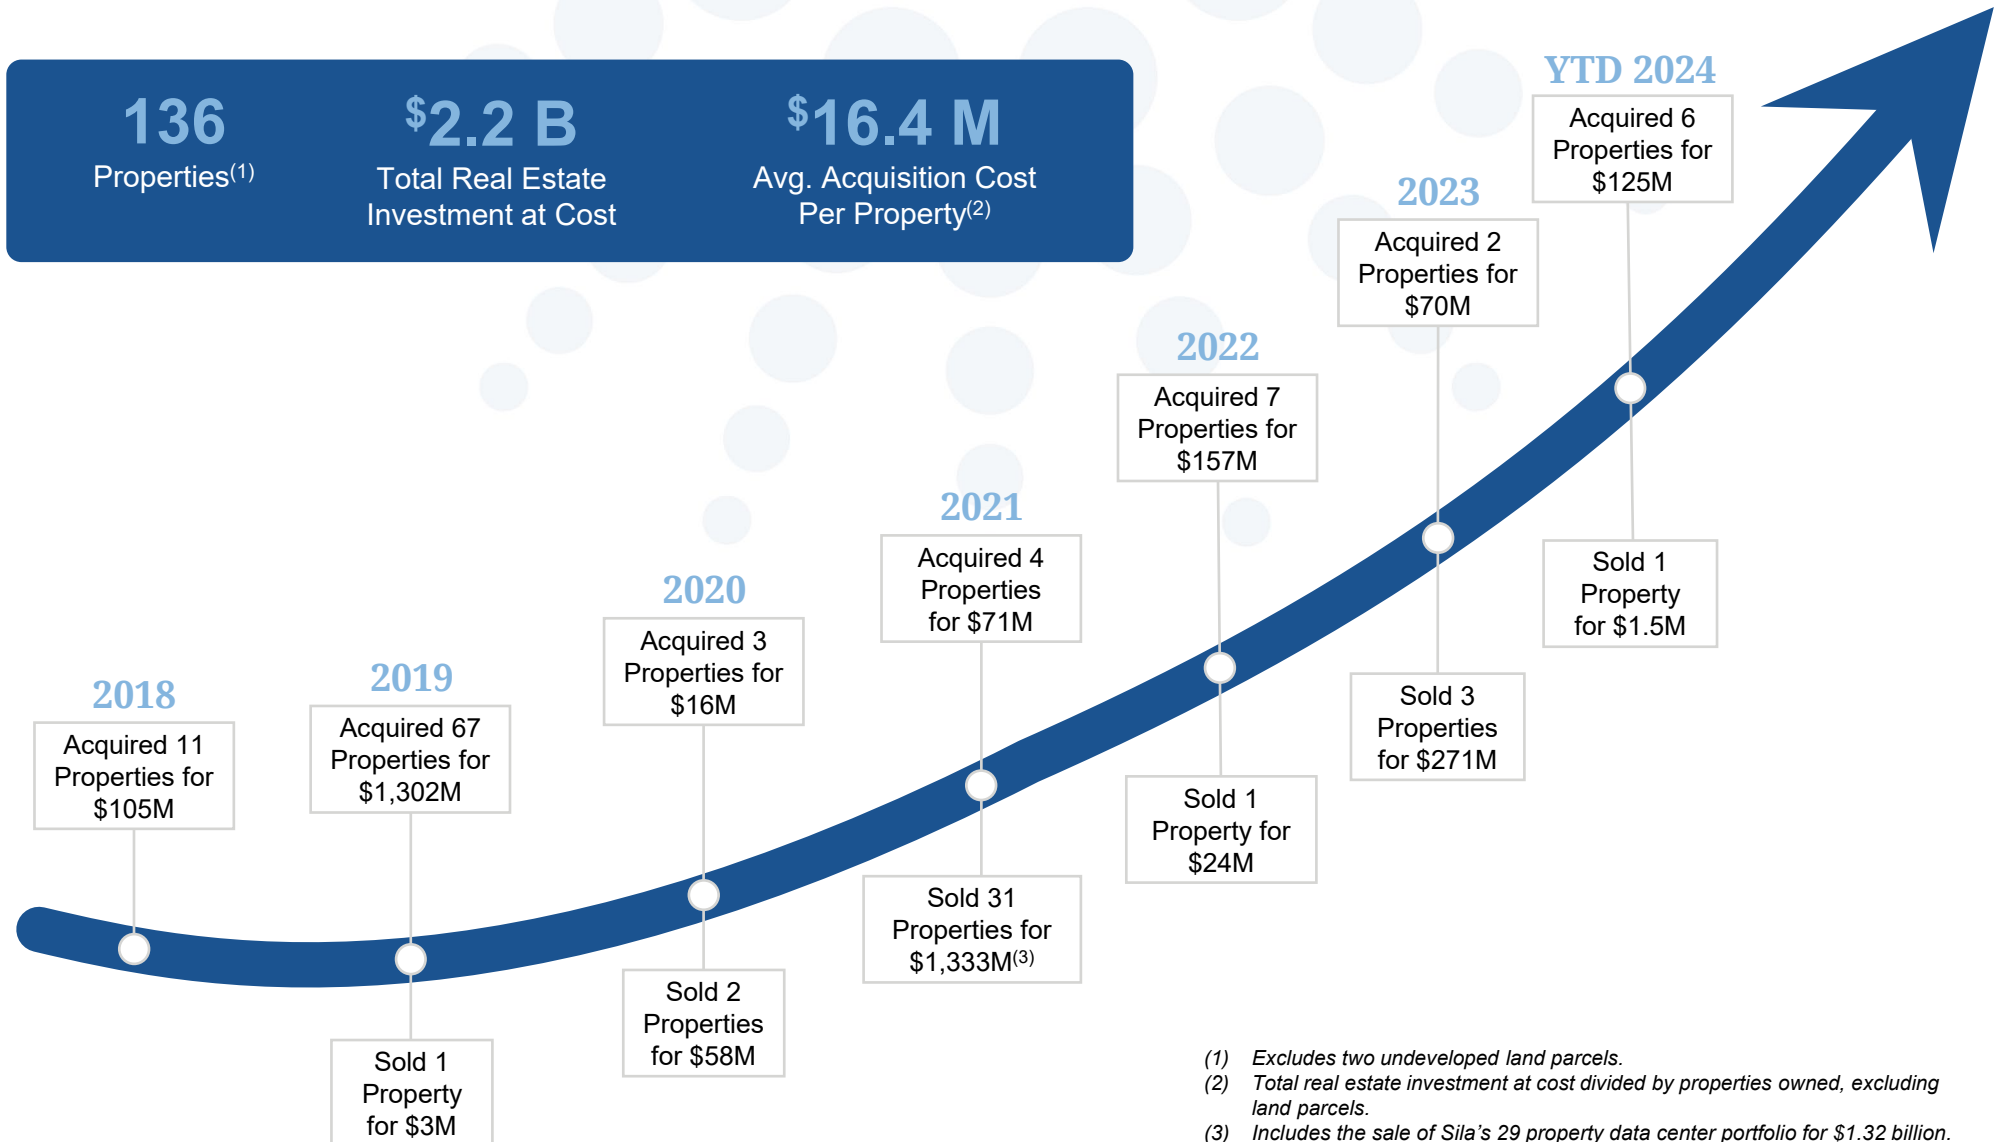 136
Properties(1)
$2.2 B
Total Real Estate
Investment at Cost
$16.4 M
Avg. Acquisition Cost
Per Property(2)
2018
Acquired 11
Properties for
$105M
2019
Acquired 67
Properties for
$1,302M
Sold 1
Property
for $3M
2020
Acquired 3
Properties for
$16M
Sold 2
Properties
for $58M
2021
Acquired 4
Properties
for $71M
Sold 31
Properties for
$1,333M(3)
2022
Acquired 7
Properties for
$157M
Sold 1
Property for
$24M
2023
Acquired 2
Properties for
$70M
Sold 3
Properties
for $271M
YTD 2024
Acquired 6
Properties for
$125M
Sold 1
Property
for $1.5M
(1) Excludes two undeveloped land parcels.
(2) Total real estate investment at cost divided by properties owned, excluding
land parcels.
(3) Includes the sale of Sila's 29 property data center portfolio for $1.32 billion.